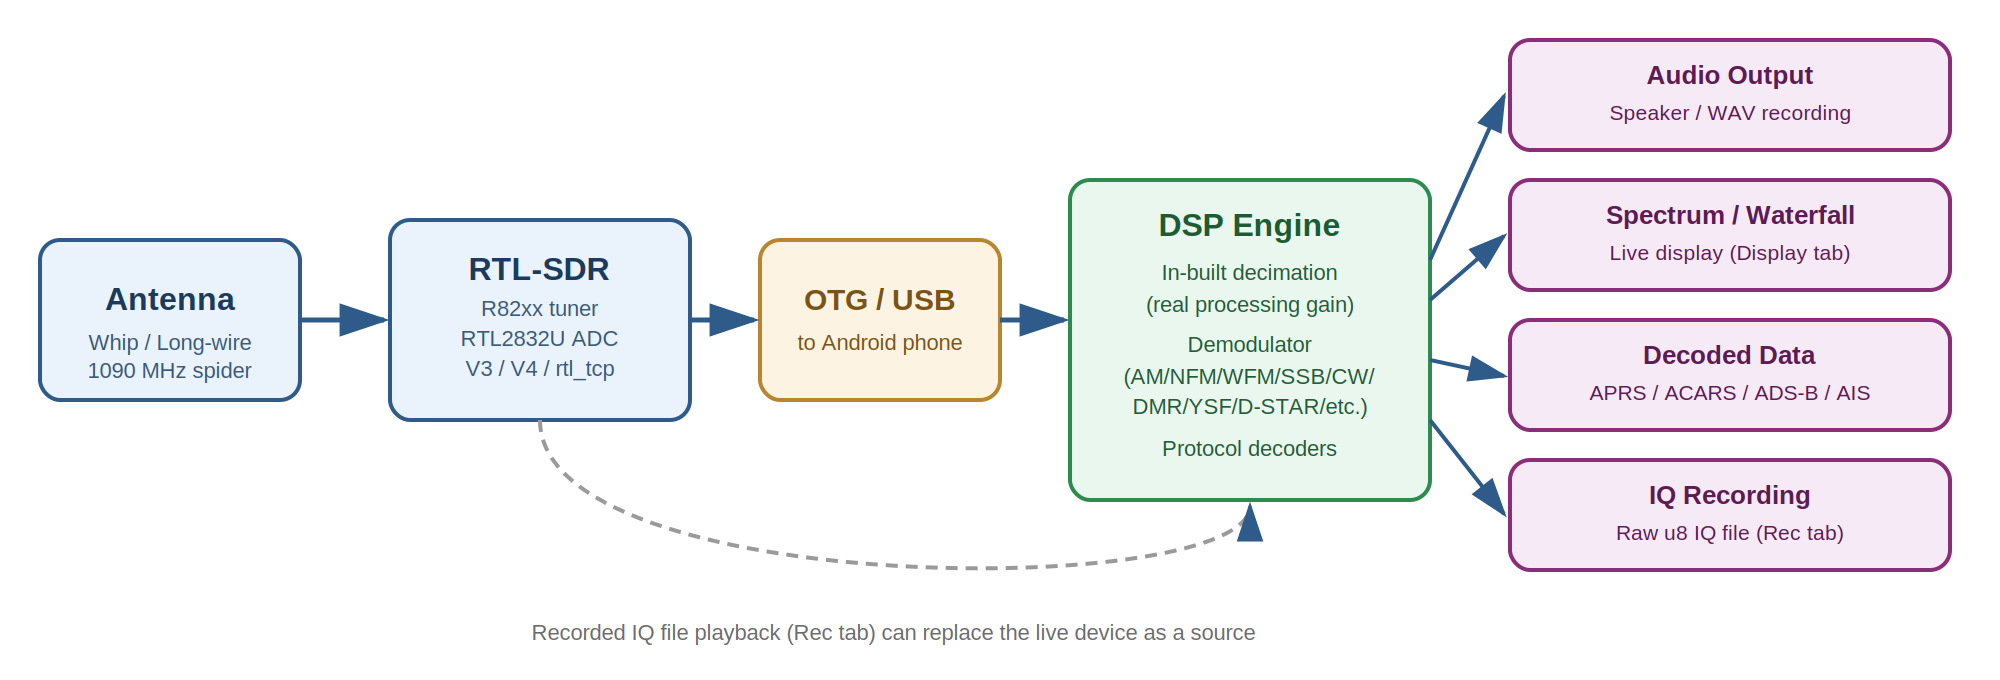 Antenna
Whip / Long-wire
1090 MHz spider
RTL-SDR
R82xx tuner
RTL2832U ADC
V3 / V4 / rtl_tcp
OTG / USB
to Android phone
DSP Engine
In-built decimation
(real processing gain)
Demodulator
(AM/NFM/WFM/SSB/CW/
DMR/YSF/D-STAR/etc.)
Protocol decoders
Audio Output
Speaker / WAV recording
Spectrum / Waterfall
Live display (Display tab)
Decoded Data
APRS / ACARS / ADS-B / AIS
IQ Recording
Raw u8 IQ file (Rec tab)
Recorded IQ file playback (Rec tab) can replace the live device as a source